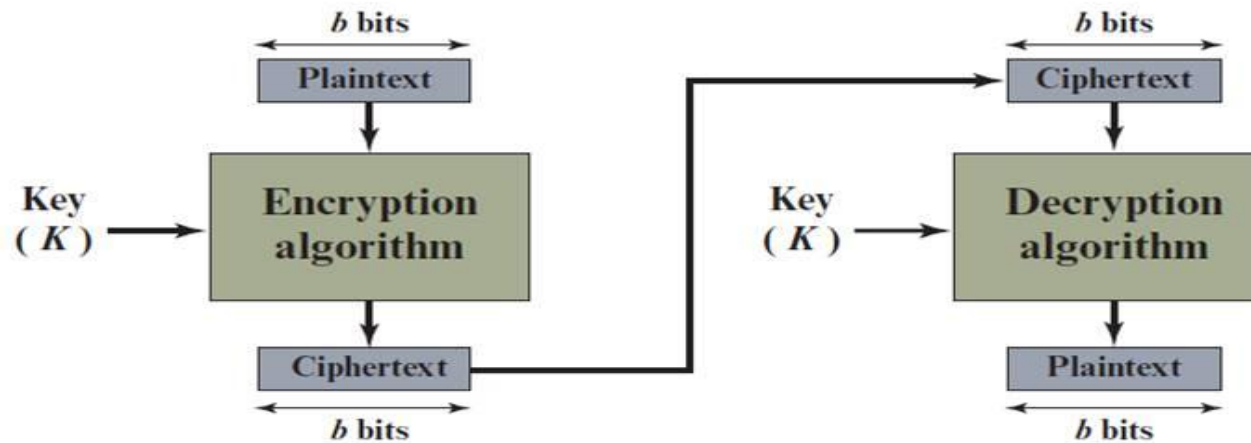 b bits
Plaintext
Key
( K )
Encryption
algorithm
Ciphertext
b bits
b bits
Ciphertext
Key
( K )
Decryption
algorithm
Plaintext
b bits